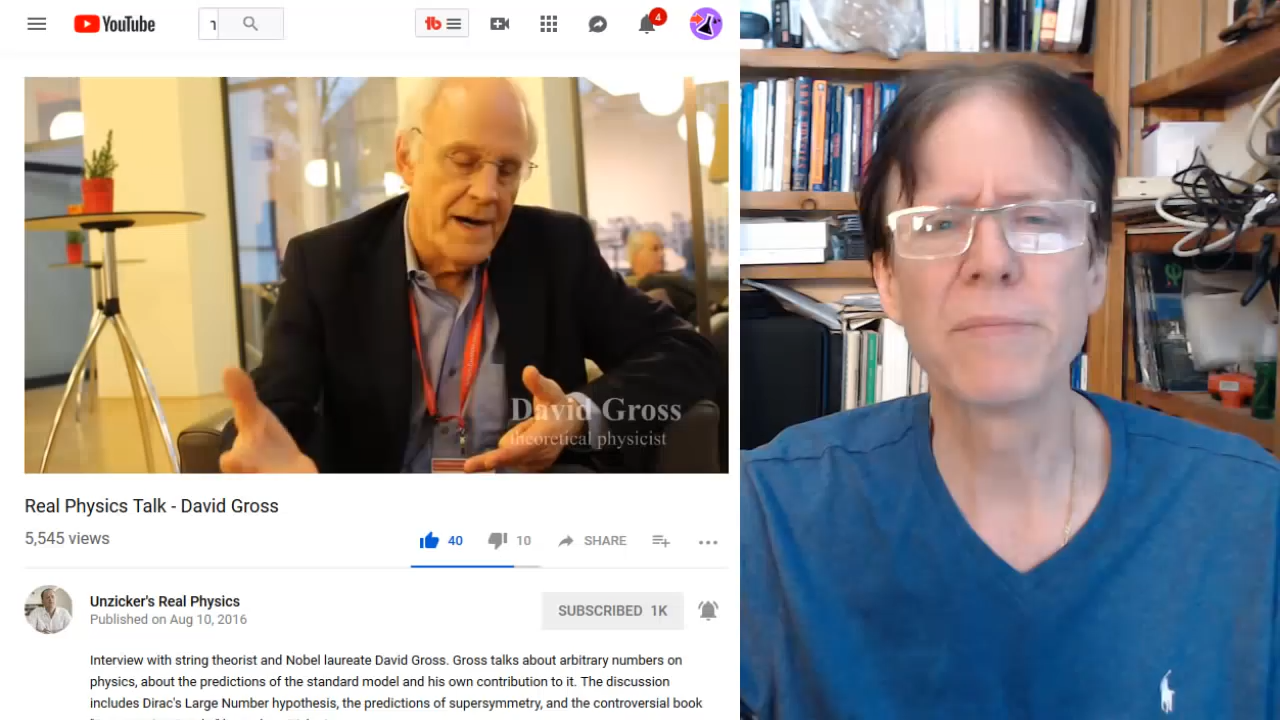 YouTube
4
David Gross
theoretical physicist
Real Physics Talk - David Gross
5,545 views
40
10
SHARE
Unzicker's Real Physics
Published on Aug 10, 2016
SUBSCRIBED 1K
Interview with string theorist and Nobel laureate David Gross. Gross talks about arbitrary numbers on
physics, about the predictions of the standard model and his own contribution to it. The discussion
includes Dirac's Large Number hypothesis, the predictions of supersymmetry, and the controversial book